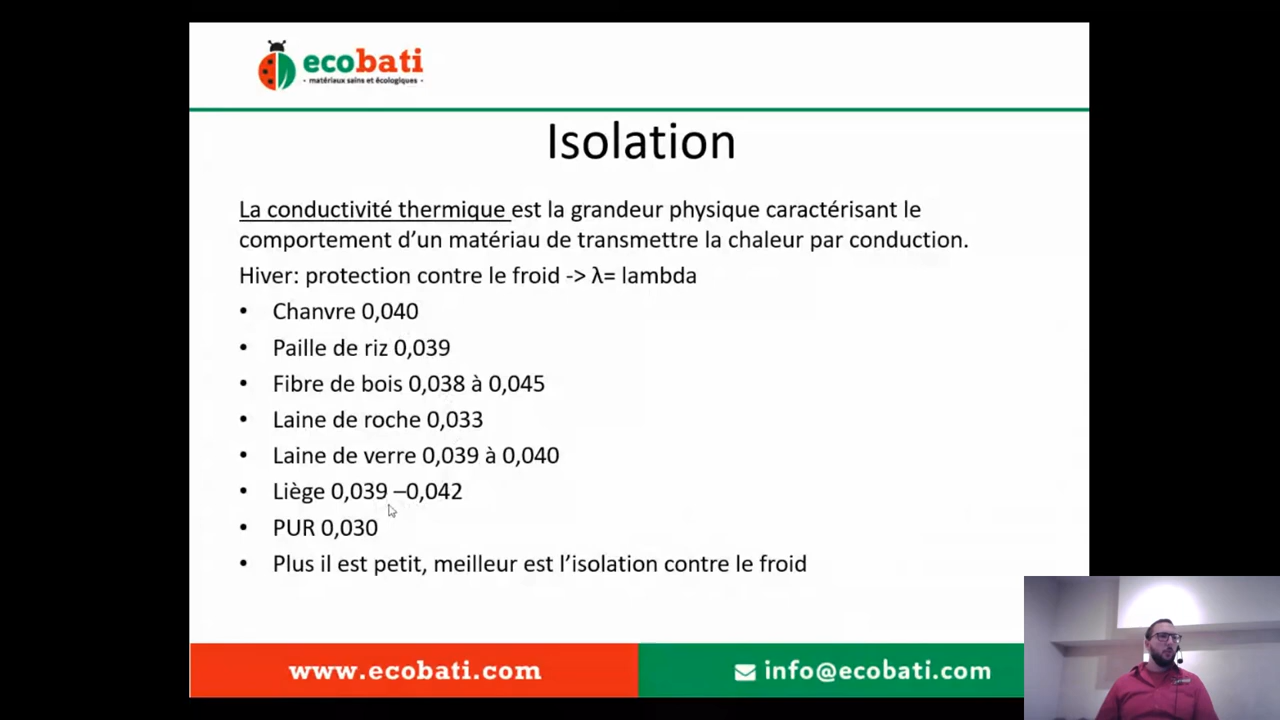 ecobati
· matériaux sains et écologiques ·
Isolation
La conductivité thermique est la grandeur physique caractérisant le
comportement d’un matériau de transmettre la chaleur par conduction.
Hiver: protection contre le froid -> λ= lambda
• Chanvre 0,040
• Paille de riz 0,039
• Fibre de bois 0,038 à 0,045
• Laine de roche 0,033
• Laine de verre 0,039 à 0,040
• Liège 0,039 –0,042
• PUR 0,030
• Plus il est petit, meilleur est l’isolation contre le froid
www.ecobati.com
info@ecobati.com